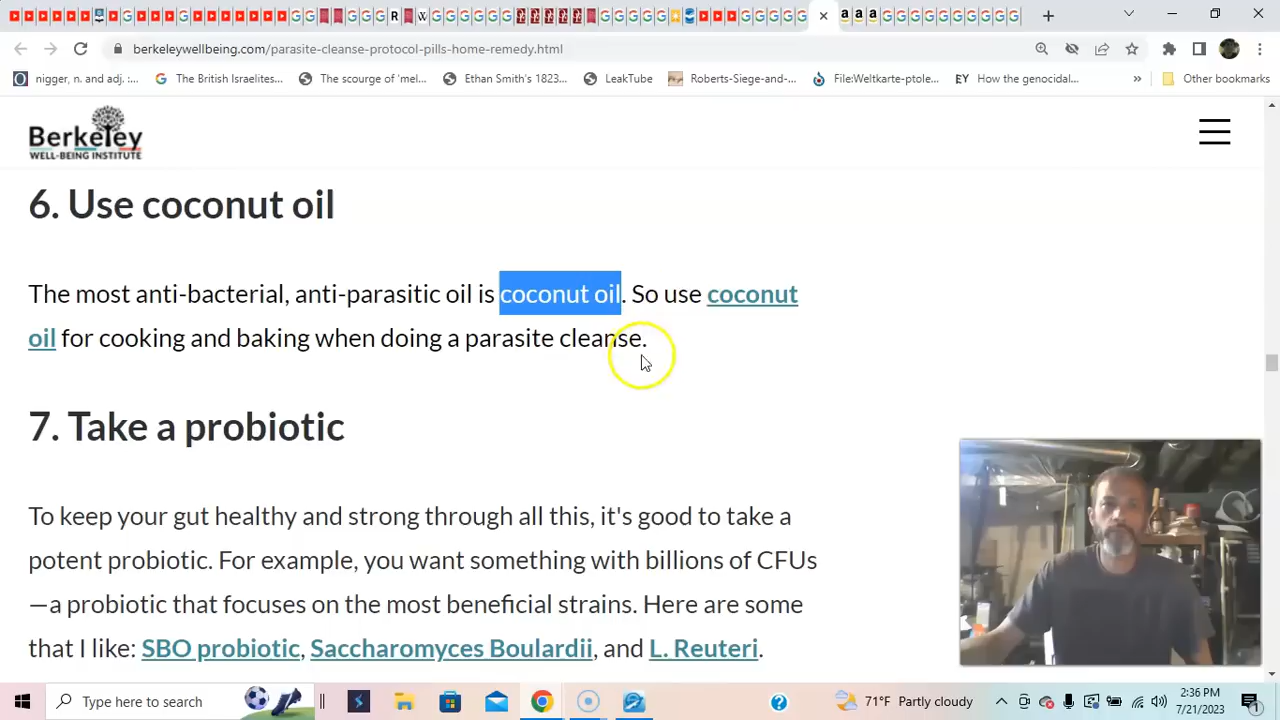 berkeleywellbeing.com/parasite-cleanse-protocol-pills-home-remedy.html
nigger, n. and adj. :... The British Israelites... The scourge of 'mel... Ethan Smith's 1823... LeakTube Roberts-Siege-and-... File:Weltkarte-ptole... EY How the genocidal... » Other bookmarks
Berkeley
WELL-BEING INSTITUTE
6. Use coconut oil
The most anti-bacterial, anti-parasitic oil is coconut oil. So use coconut
oil for cooking and baking when doing a parasite cleanse.
7. Take a probiotic
To keep your gut healthy and strong through all this, it's good to take a
potent probiotic. For example, you want something with billions of CFUs
—a probiotic that focuses on the most beneficial strains. Here are some
that I like: SBO probiotic, Saccharomyces Boulardii, and L. Reuteri.
Type here to search
71°F Partly cloudy
2:36 PM
7/21/2023